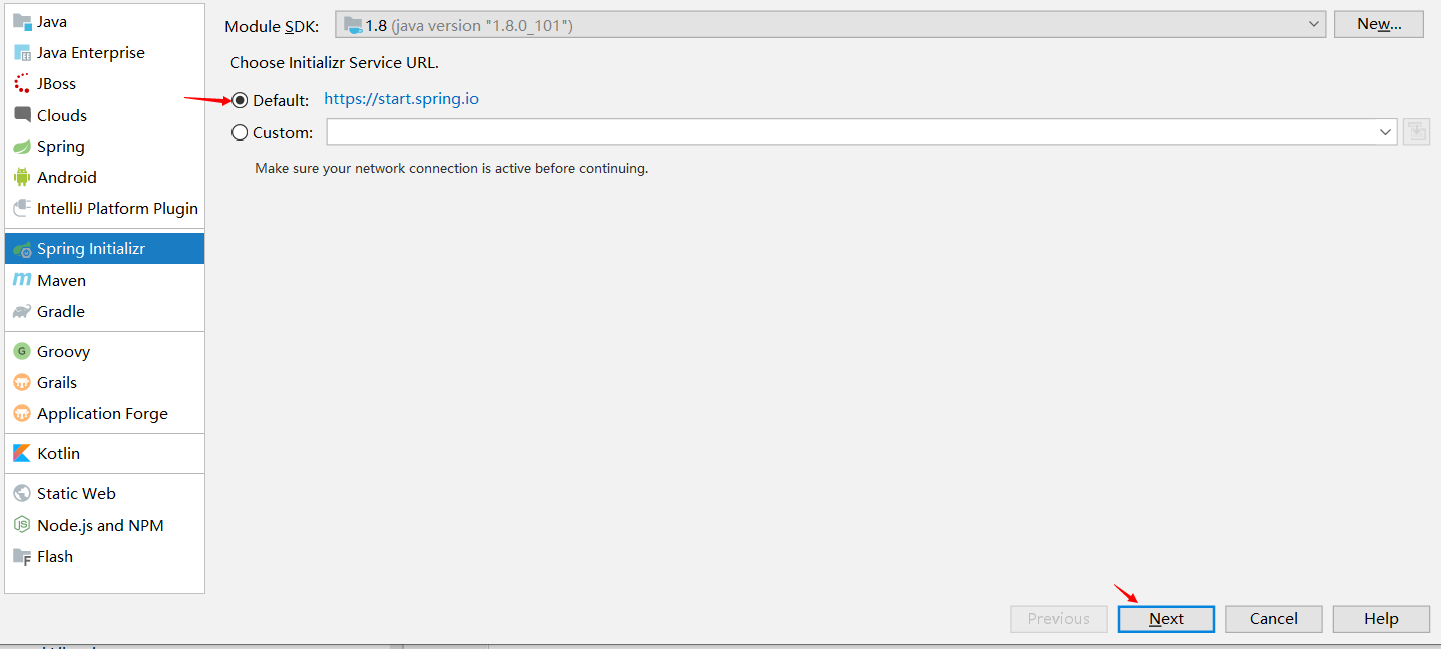 Java
Java Enterprise
JBoss
Clouds
Spring
Android
IntelliJ Platform Plugin
Spring Initializr
Maven
Gradle
Groovy
Grails
Application Forge
Kotlin
Static Web
Node.js and NPM
Flash
Module SDK: 1.8 (java version "1.8.0_101") New...
Choose Initializr Service URL.
Default: https://start.spring.io
Custom:
Make sure your network connection is active before continuing.
Previous Next Cancel Help